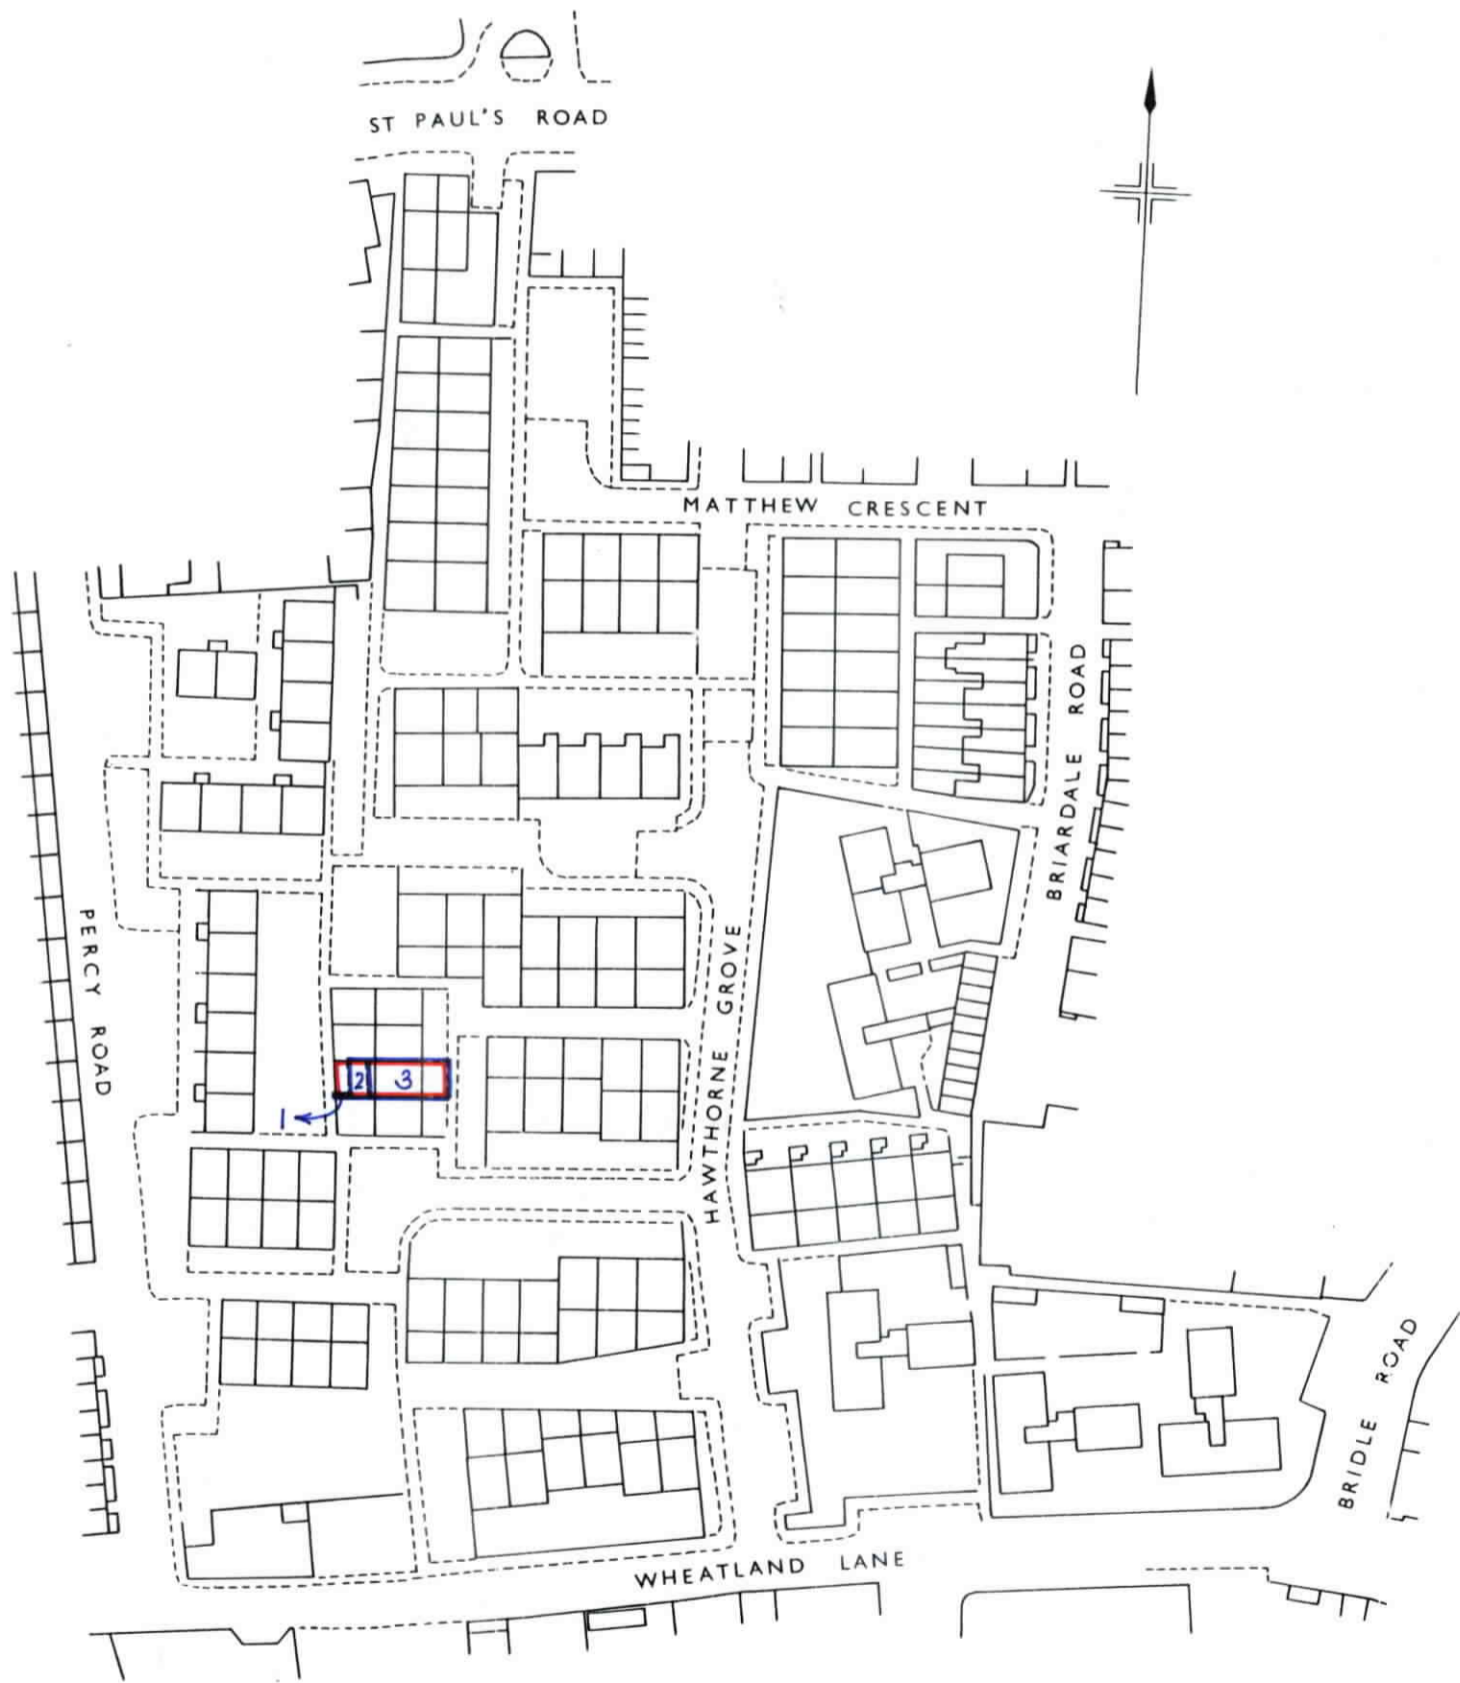 ST PAUL'S ROAD
MATTHEW CRESCENT
BRIARDALE ROAD
PERCY ROAD
HAWTHORNE GROVE
2 3
1
BRIDLE ROAD
WHEATLAND LANE